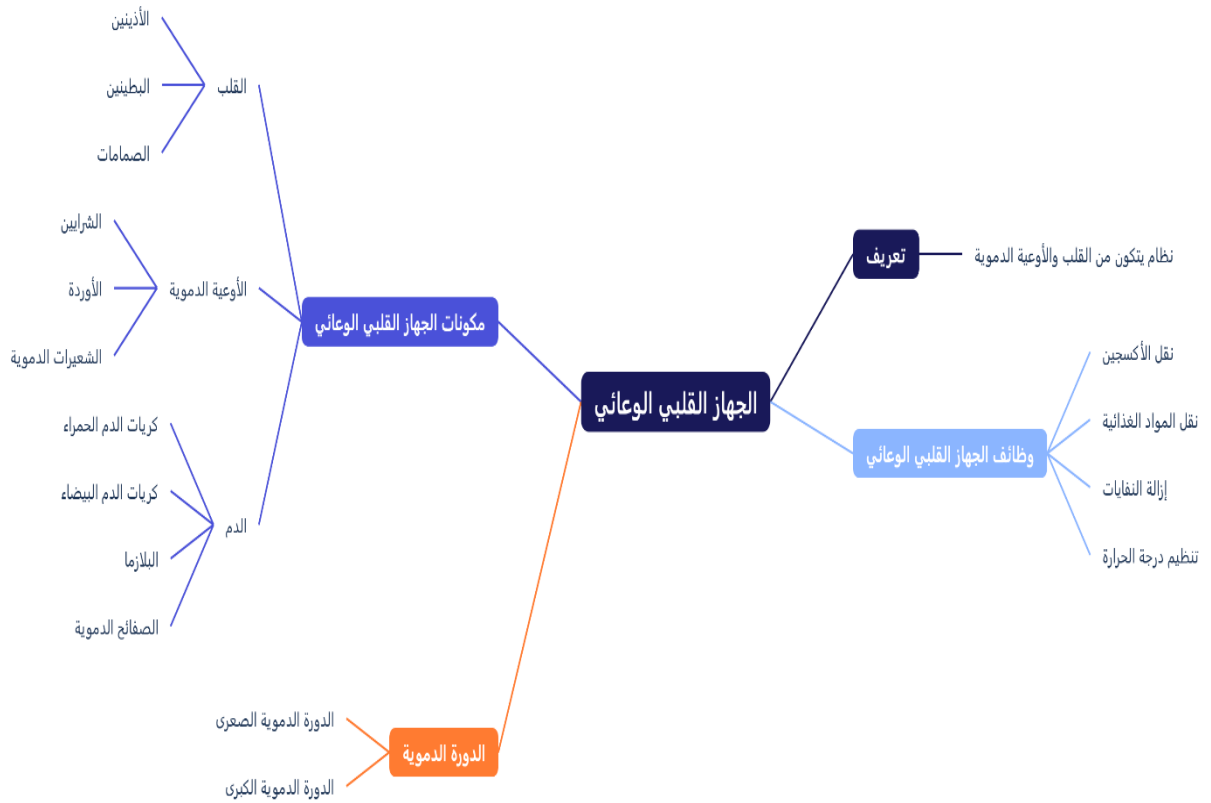 الجهاز القلبي الوعائي
تعريف
نظام يتكون من القلب والأوعية الدموية
وظائف الجهاز القلبي الوعائي
نقل الأكسجين
نقل المواد الغذائية
إزالة النفايات
تنظيم درجة الحرارة
مكونات الجهاز القلبي الوعائي
القلب
الأذينين
البطينين
الصمامات
الأوعية الدموية
الشرايين
الأوردة
الشعيرات الدموية
الدم
كريات الدم الحمراء
كريات الدم البيضاء
البلازما
الصفائح الدموية
الدورة الدموية
الدورة الدموية الصعرى
الدورة الدموية الكبرى